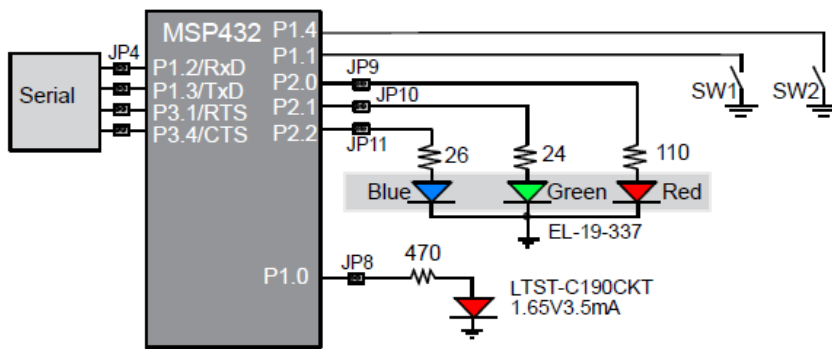 MSP432
P1.4
P1.1
P2.0
P2.1
P2.2
P1.0
JP4
P1.2/RxD
P1.3/TxD
P3.1/RTS
P3.4/CTS
Serial
JP9
JP10
JP11
SW1
SW2
26
24
110
Blue
Green
Red
EL-19-337
JP8
470
LTST-C190CKT
1.65V3.5mA